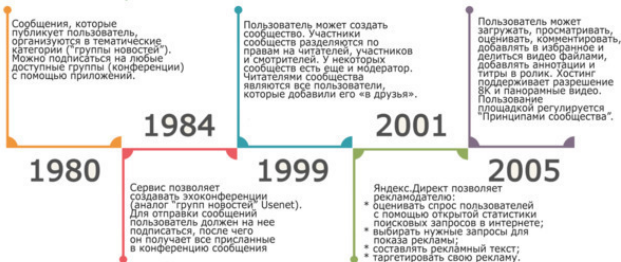 Сообщения, которые
публикует пользователь,
организуются в тематические
категории ("группы новостей").
Можно подписаться на любые
доступные группы (конференции)
с помощью приложений.
1980
1984
Сервис позволяет
создавать эхоконференции
(аналог "групп новостей" Usenet).
Для отправки сообщений
пользователь должен на нее
подписаться, после чего
он получает все присланные
в конференцию сообщения
Пользователь может создать
сообщество. Участники
сообществ разделяются по
правам на читателей, участников
и смотрителей. У некоторых
сообществ есть еще и модератор.
Читателями сообщества
являются все пользователи,
которые добавили его «в друзья».
1999
2001
Яндекс.Директ позволяет
рекламодателю:
* оценивать спрос пользователей
с помощью открытой статистики
поисковых запросов в интернете;
* выбирать нужные запросы для
показа рекламы;
* составлять рекламный текст;
* таргетировать свою рекламу.
Пользователь может
загружать, просматривать,
оценивать, комментировать,
добавлять в избранное и
делиться видео файлами,
добавлять аннотации и
титры в ролик. Хостинг
поддерживает разрешение
8K и панорамные видео.
Пользование
площадкой регулируется
"Принципами сообщества".
2005